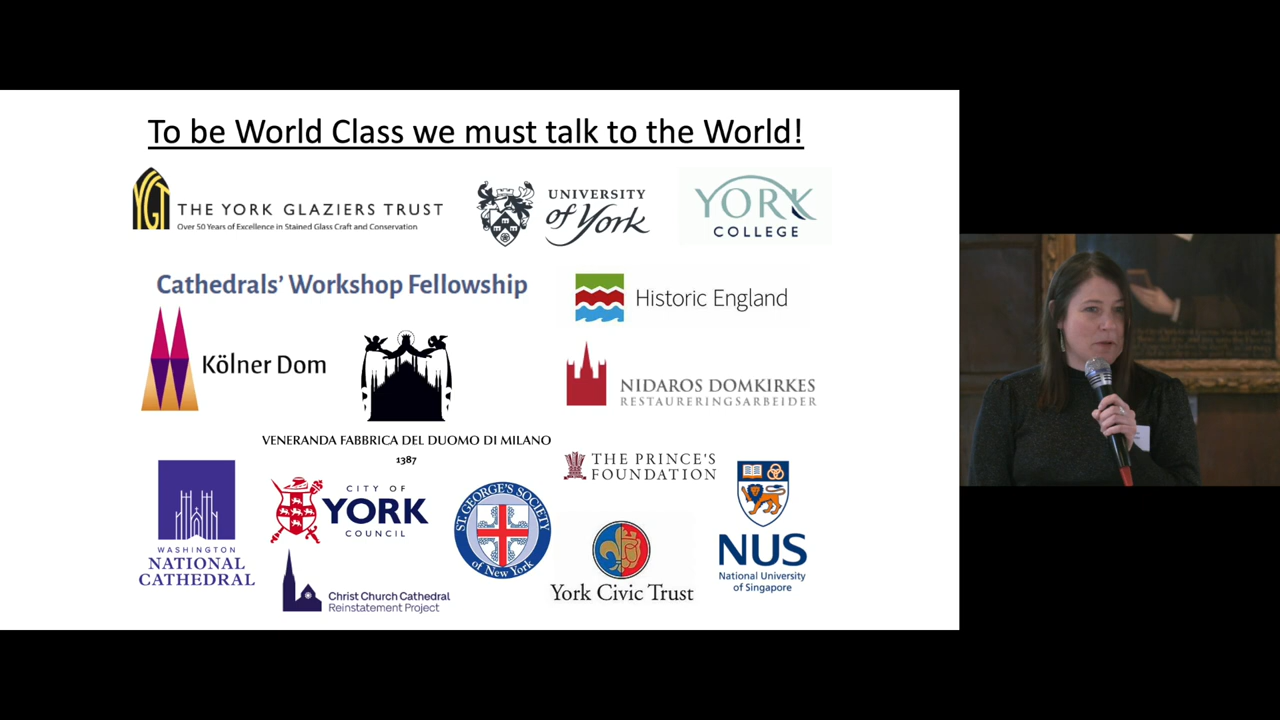 To be World Class we must talk to the World!
YGT
THE YORK GLAZIERS TRUST
Over 50 Years of Excellence in Stained Glass Craft and Conservation
UNIVERSITY
of York
YORK
COLLEGE
Cathedrals' Workshop Fellowship
Historic England
Kölner Dom
NIDAROS DOMKIRKES
RESTAURERINGSARBEIDER
VENERANDA FABBRICA DEL DUOMO DI MILANO
1387
THE PRINCE'S
FOUNDATION
WASHINGTON
NATIONAL
CATHEDRAL
CITY OF
YORK
COUNCIL
ST. GEORGE'S SOCIETY
of New York
Christ Church Cathedral
Reinstatement Project
York Civic Trust
NUS
National University
of Singapore